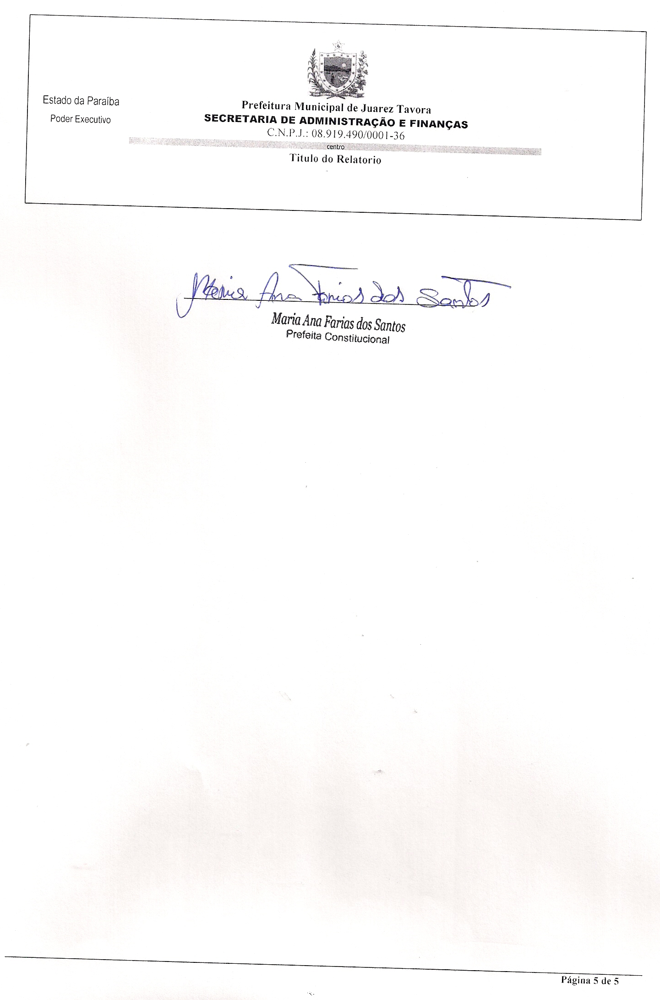 Estado da Paraíba
Poder Executivo
Prefeitura Municipal de Juarez Tavora
SECRETARIA DE ADMINISTRAÇÃO E FINANÇAS
C.N.P.J.: 08.919.490/0001-36
centro
Titulo do Relatorio
Maria Ana Farias dos Santos
Maria Ana Farias dos Santos
Prefeita Constitucional
Página 5 de 5